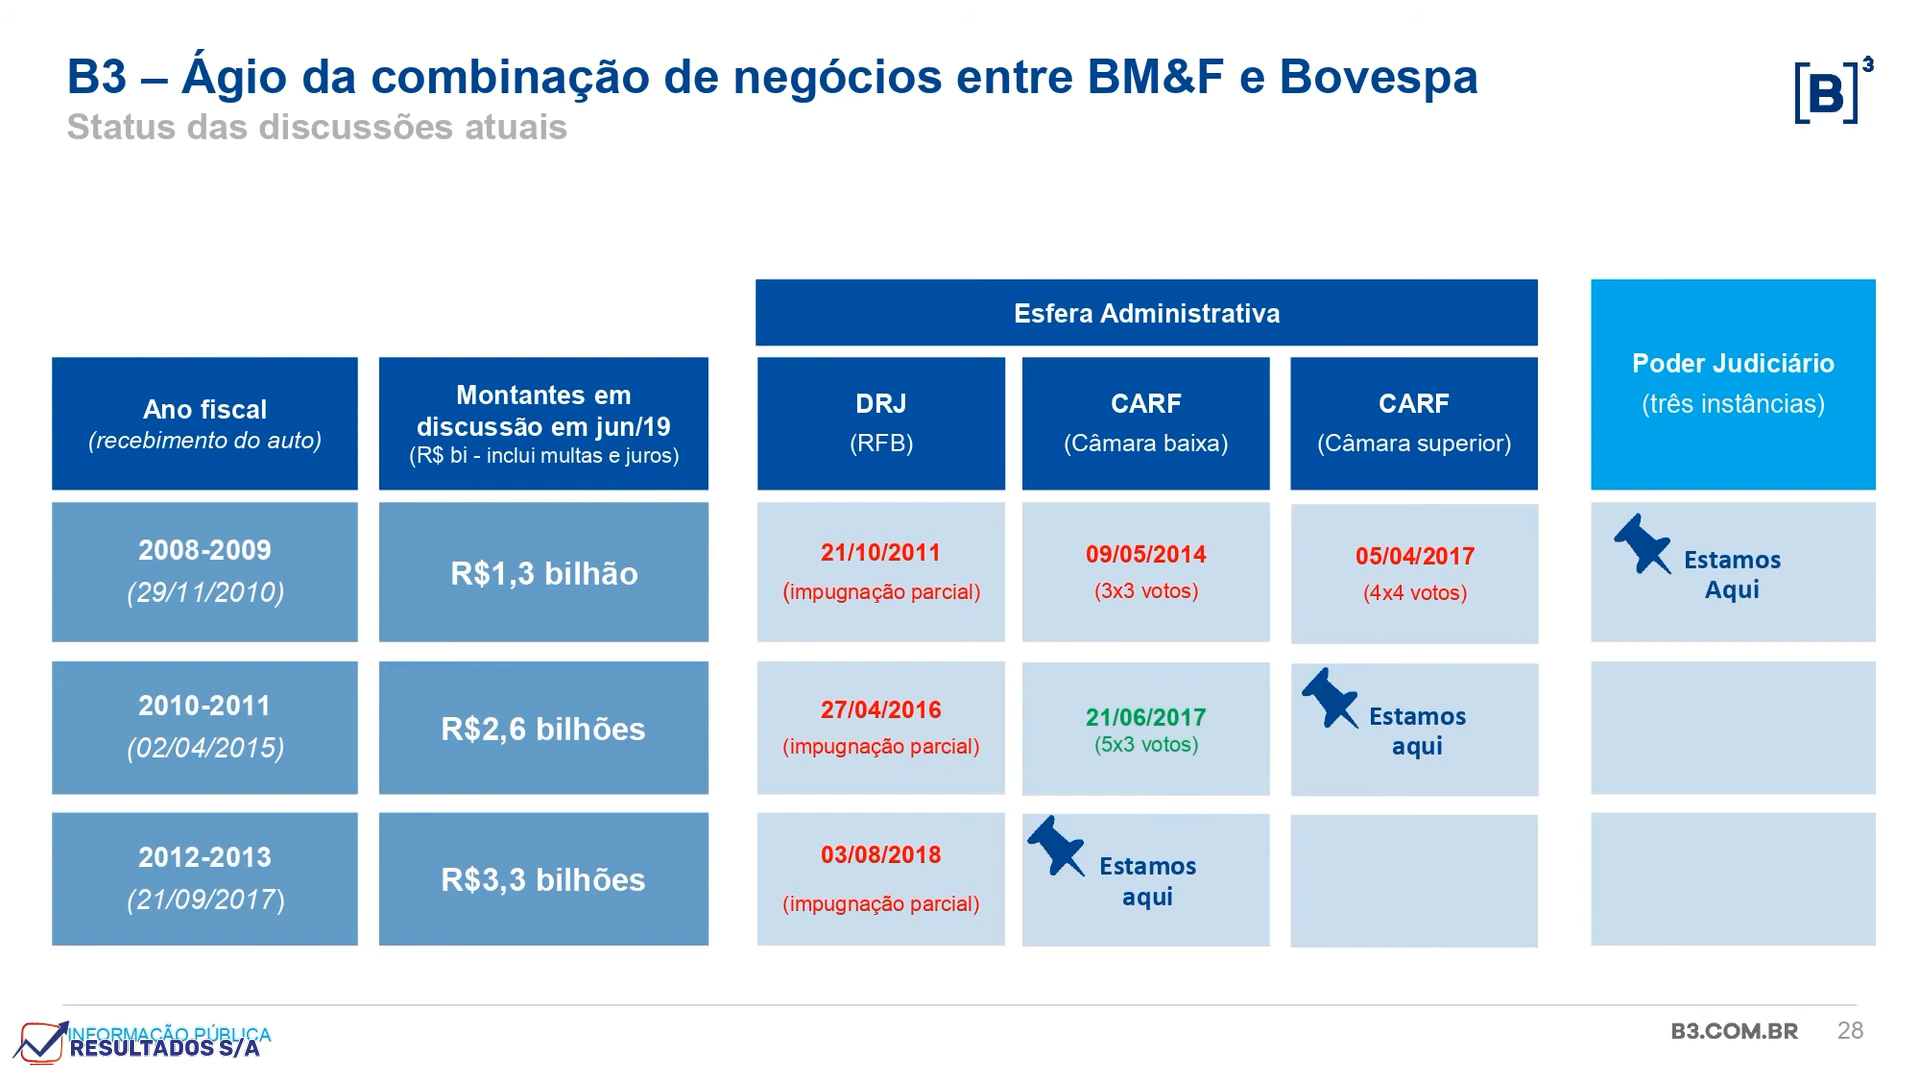 B3 – Ágio da combinação de negócios entre BM&F e Bovespa
Status das discussões atuais
[B]³
Esfera Administrativa
Poder Judiciário
(três instâncias)
Ano fiscal
(recebimento do auto)
Montantes em
discussão em jun/19
(R$ bi - inclui multas e juros)
DRJ
(RFB)
CARF
(Câmara baixa)
CARF
(Câmara superior)
2008-2009
(29/11/2010)
R$1,3 bilhão
21/10/2011
(impugnação parcial)
09/05/2014
(3x3 votos)
05/04/2017
(4x4 votos)
Estamos
Aqui
2010-2011
(02/04/2015)
R$2,6 bilhões
27/04/2016
(impugnação parcial)
21/06/2017
(5x3 votos)
Estamos
aqui
2012-2013
(21/09/2017)
R$3,3 bilhões
03/08/2018
(impugnação parcial)
Estamos
aqui
INFORMAÇÃO PÚBLICA
RESULTADOS S/A
B3.COM.BR
28